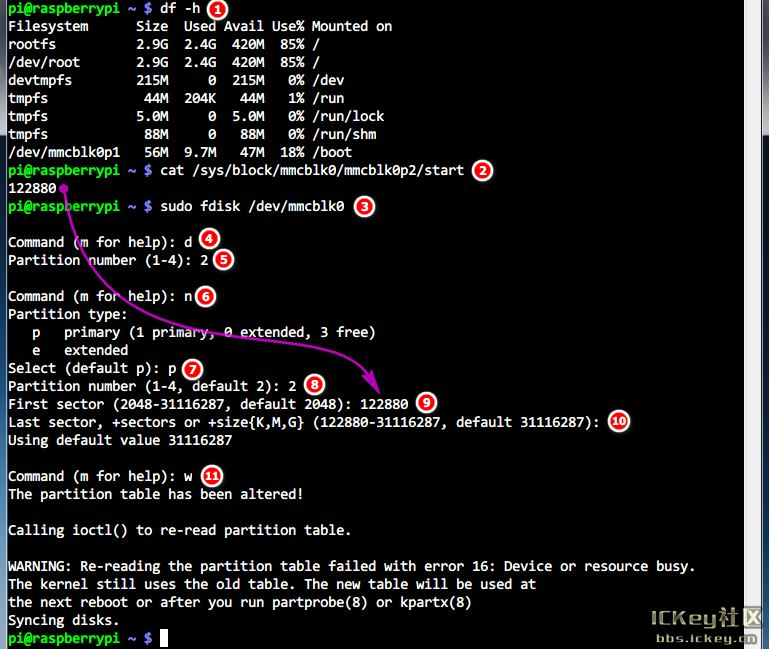 pi@raspberrypi ~ $ df -h 1
Filesystem Size Used Avail Use% Mounted on
rootfs 2.9G 2.4G 420M 85% /
/dev/root 2.9G 2.4G 420M 85% /
devtmpfs 215M 0 215M 0% /dev
tmpfs 44M 204K 44M 1% /run
tmpfs 5.0M 0 5.0M 0% /run/lock
tmpfs 88M 0 88M 0% /run/shm
/dev/mmcblk0p1 56M 9.7M 47M 18% /boot
pi@raspberrypi ~ $ cat /sys/block/mmcblk0/mmcblk0p2/start 2
122880
pi@raspberrypi ~ $ sudo fdisk /dev/mmcblk0 3
Command (m for help): d 4
Partition number (1-4): 2 5
Command (m for help): n 6
Partition type:
p primary (1 primary, 0 extended, 3 free)
e extended
Select (default p): p 7
Partition number (1-4, default 2): 2 8
First sector (2048-31116287, default 2048): 122880 9
Last sector, +sectors or +size{K,M,G} (122880-31116287, default 31116287): 10
Using default value 31116287
Command (m for help): w 11
The partition table has been altered!
Calling ioctl() to re-read partition table.
WARNING: Re-reading the partition table failed with error 16: Device or resource busy.
The kernel still uses the old table. The new table will be used at
the next reboot or after you run partprobe(8) or kpartx(8)
Syncing disks.
pi@raspberrypi ~ $
ICKey社区
bbs.ickey.cn